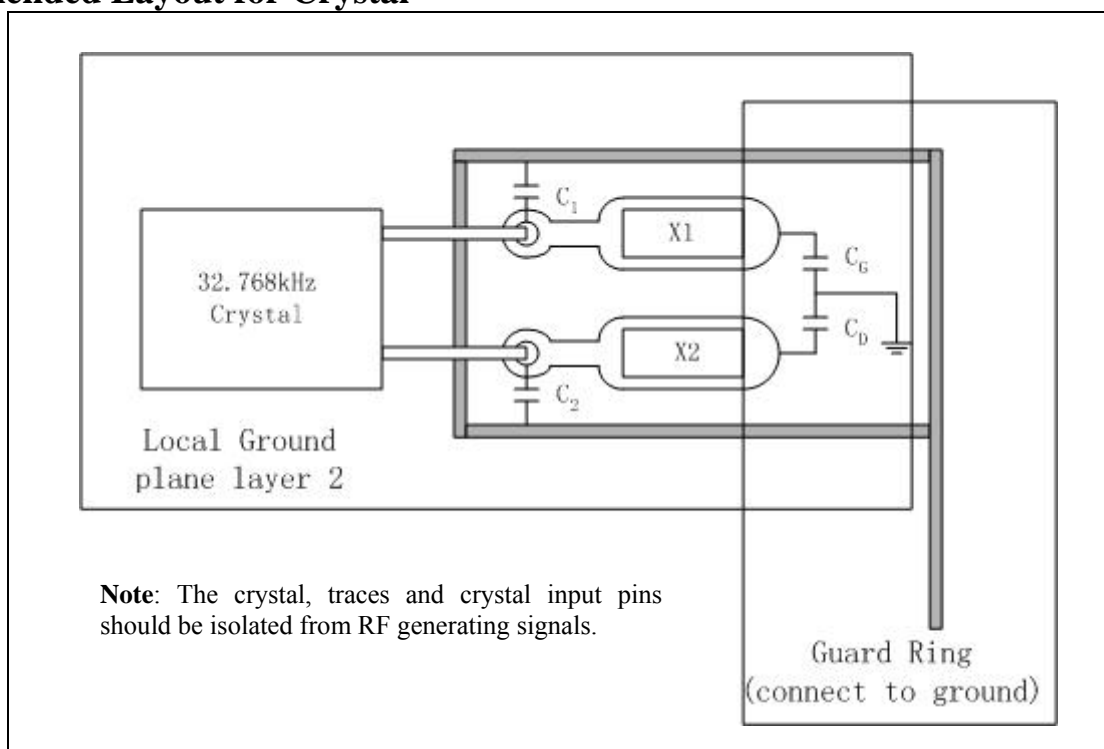 Layout for Crystal
C1
X1
CG
32.768kHz
Crystal
CD
X2
C2
Local Ground
plane layer 2
Note: The crystal, traces and crystal input pins
should be isolated from RF generating signals.
Guard Ring
(connect to ground)